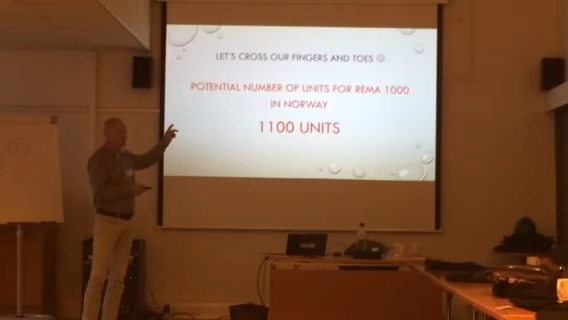 LET'S CROSS OUR FINGERS AND TOES ☺
POTENTIAL NUMBER OF UNITS FOR REMA 1000
IN NORWAY
1100 UNITS